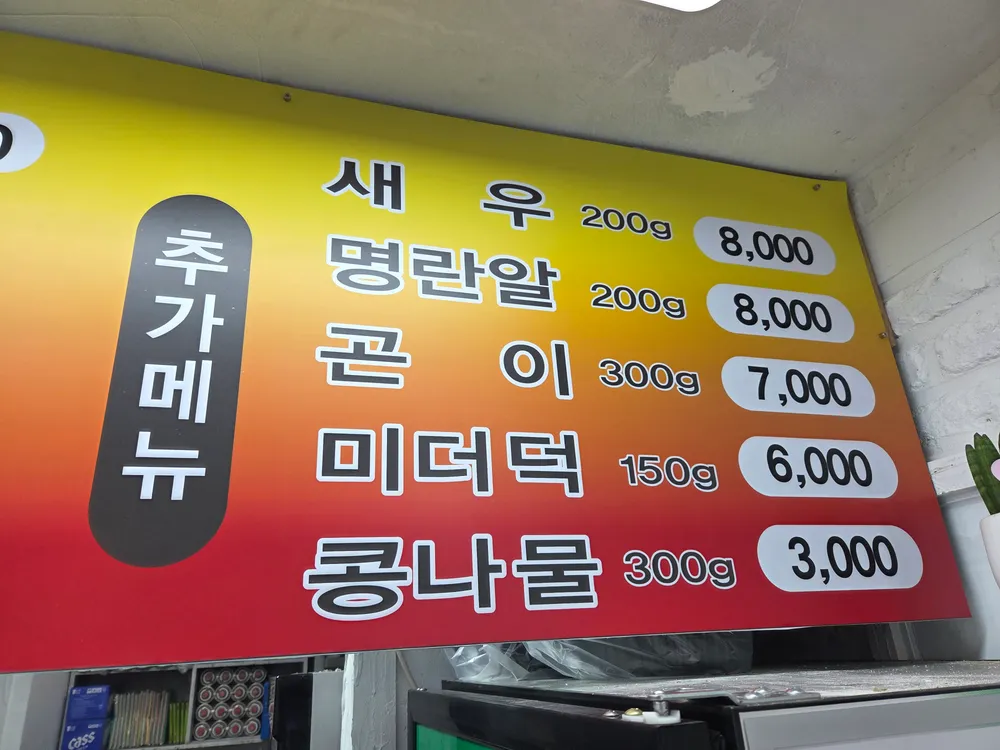 추가메뉴
새우 200g 8,000
명란알 200g 8,000
곤이 300g 7,000
미더덕 150g 6,000
콩나물 300g 3,000
cass